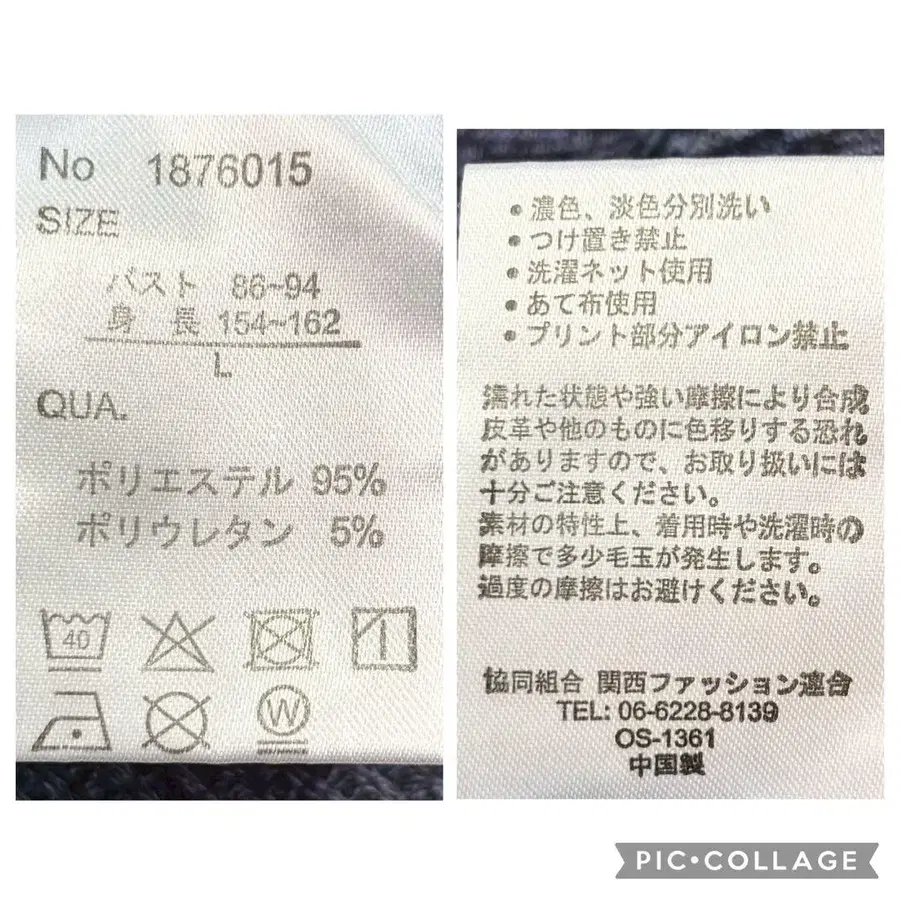 No 1876015
SIZE
バスト 86~94
身 長 154~162
L
QUA.
ポリエステル 95%
ポリウレタン 5%
40
W
・濃色、淡色分別洗い
・つけ置き禁止
・洗濯ネット使用
・あて布使用
・プリント部分アイロン禁止
濡れた状態や強い摩擦により合成
皮革や他のものに色移りする恐れ
がありますので、お取り扱いには
十分ご注意ください。
素材の特性上、着用時や洗濯時の
摩擦で多少毛玉が発生します。
過度の摩擦はお避けください。
協同組合 関西ファッション連合
TEL: 06-6228-8139
OS-1361
中国製
PIC•COLLAGE